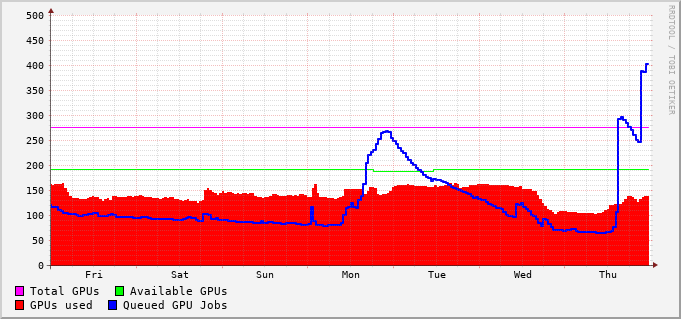 500
450
400
350
300
250
200
150
100
50
0
Fri Sat Sun Mon Tue Wed Thu
Total GPUs Available GPUs
GPUs used Queued GPU Jobs
RRDTOOL / TOBI OETIKER